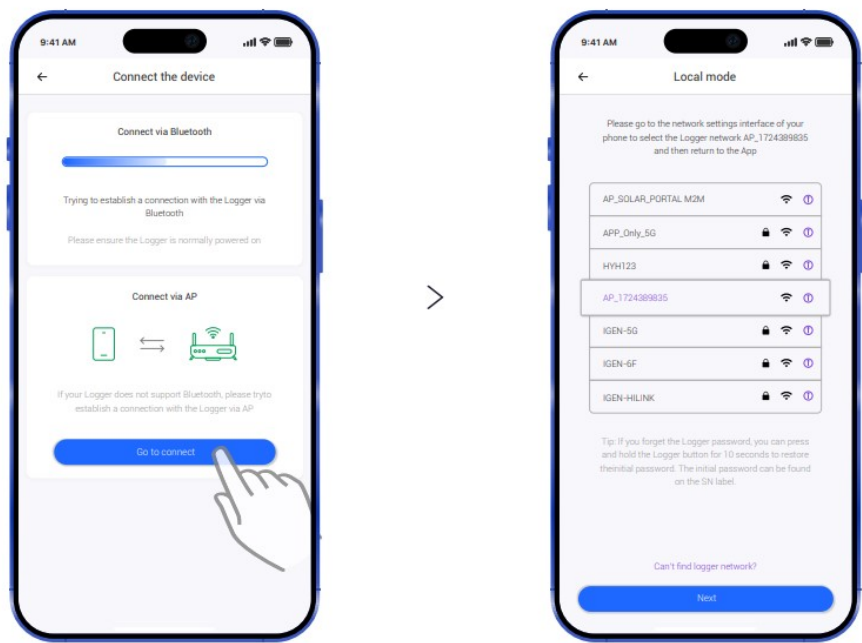 9:41 AM
Connect the device
Connect via Bluetooth
Trying to establish a connection with the Logger via
Bluetooth
Please ensure the Logger is normally powered on
Connect via AP
If your Logger does not support Bluetooth, please tryto
establish a connection with the Logger via AP
Go to connect
>
9:41 AM
Local mode
Please go to the network settings interface of your
phone to select the Logger network AP_1724389835
and then return to the App
AP_SOLAR_PORTAL M2M
APP_Only_5G
HYH123
AP_1724389835
IGEN-5G
IGEN-6F
IGEN-HILINK
Tip: If you forget the Logger password, you can press
and hold the Logger button for 10 seconds to restore
theinitial password. The initial password can be found
on the SN label.
Can't find logger network?
Next